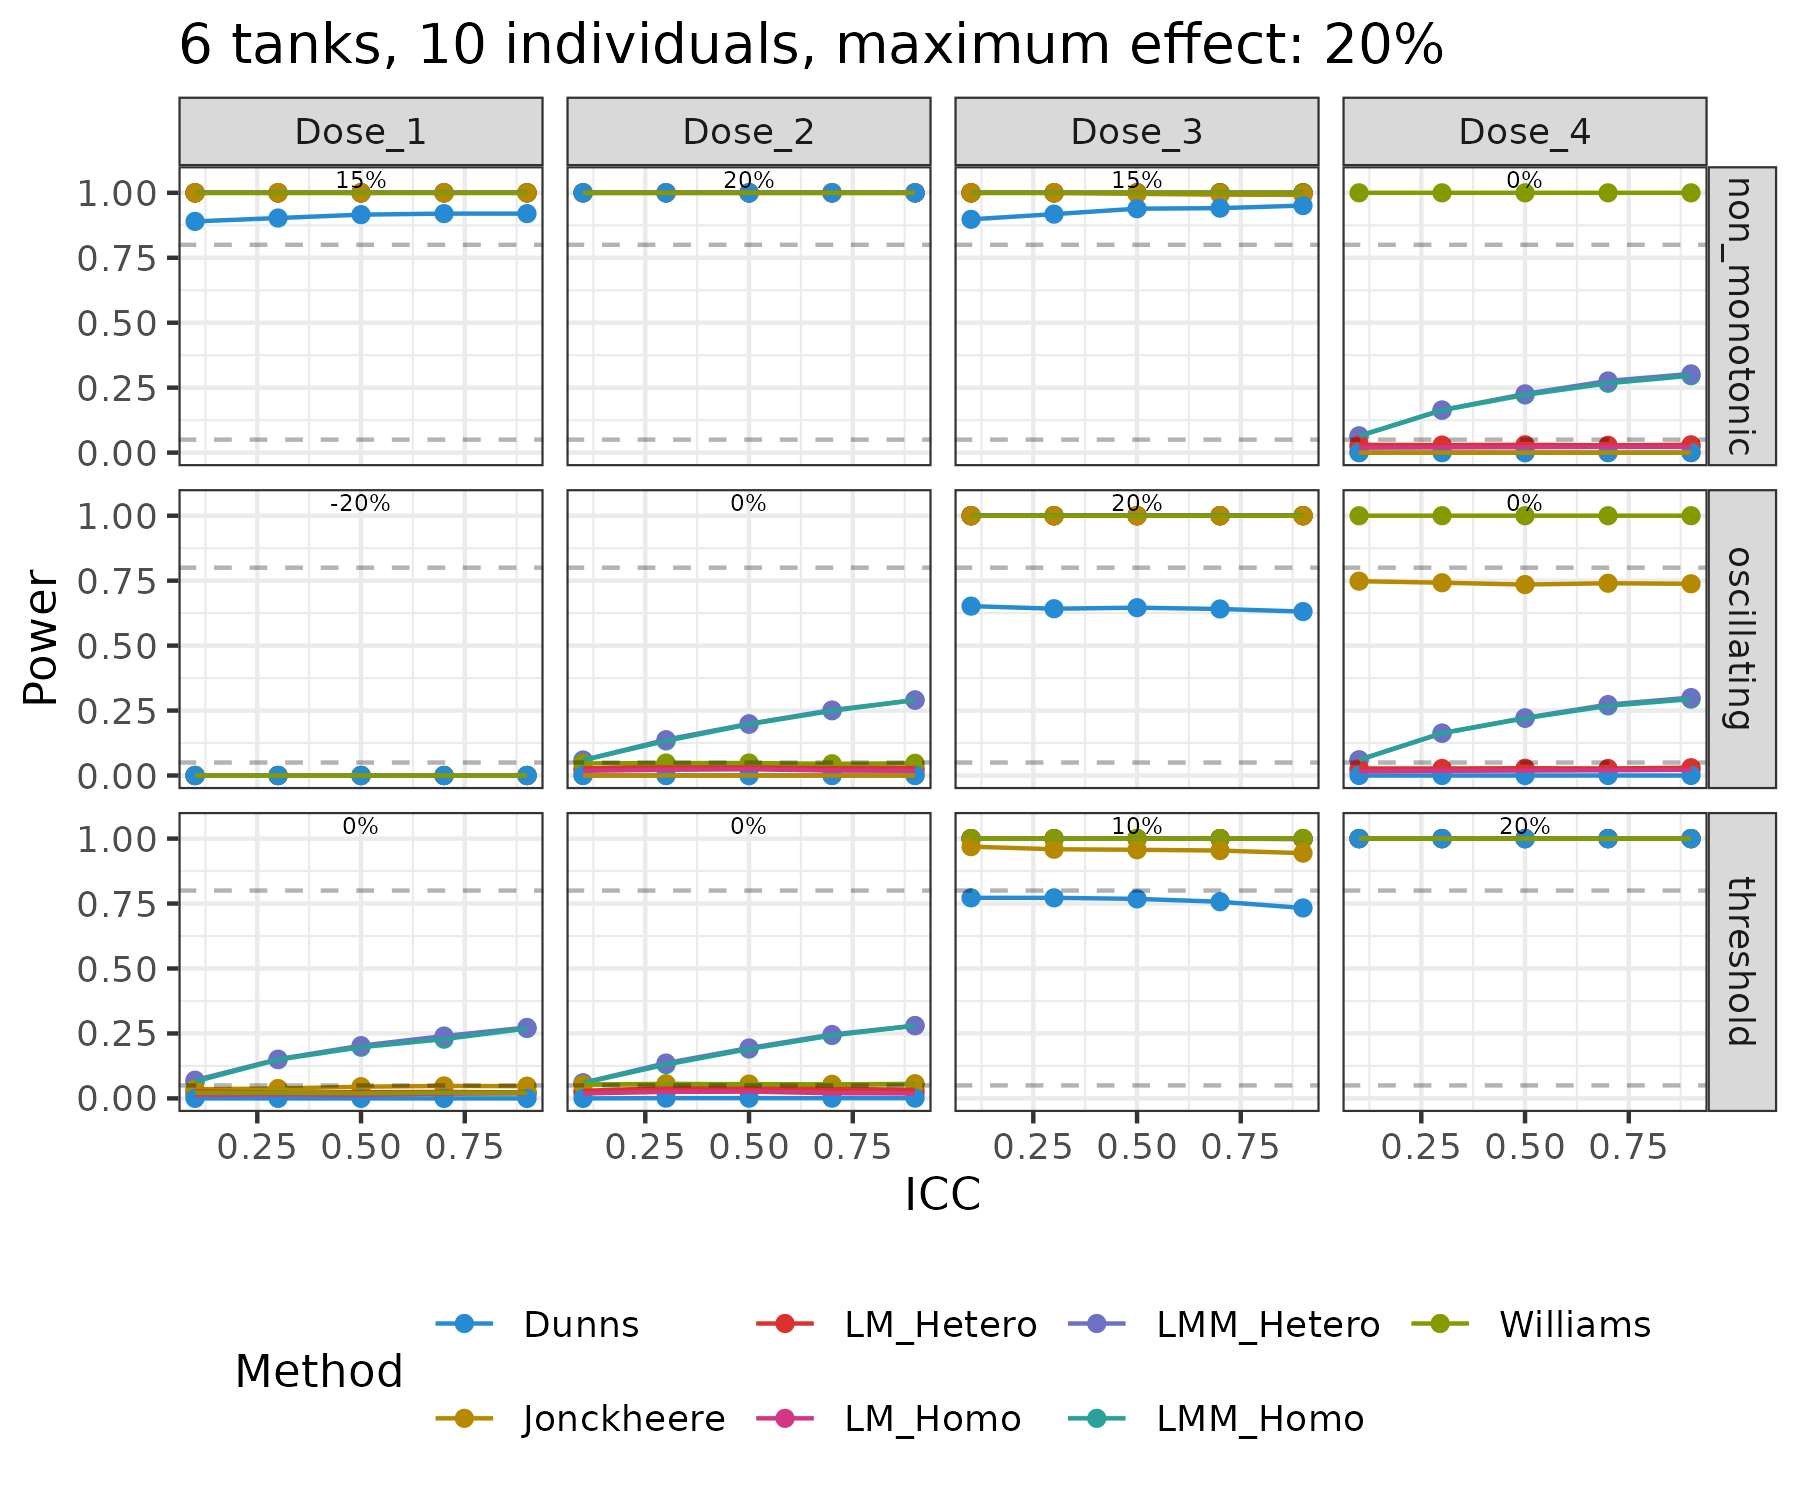 6 tanks, 10 individuals, maximum effect: 20%
Dose_1 Dose_2 Dose_3 Dose_4
15% 20% 15% 0%
1.00
0.75
0.50
0.25
0.00
non_monotonic
-20% 0% 20% 0%
1.00
0.75
0.50
0.25
0.00
oscillating
Power
0% 0% 10% 20%
1.00
0.75
0.50
0.25
0.00
threshold
0.25 0.50 0.75 0.25 0.50 0.75 0.25 0.50 0.75 0.25 0.50 0.75
ICC
Method
Dunns LM_Hetero LMM_Hetero Williams
Jonckheere LM_Homo LMM_Homo